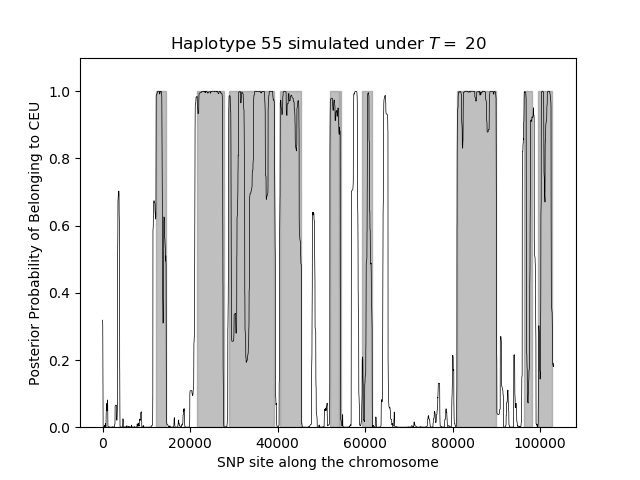 Haplotype 55 simulated under T = 20
Posterior Probability of Belonging to CEU
1.0
0.8
0.6
0.4
0.2
0.0
0 20000 40000 60000 80000 100000
SNP site along the chromosome